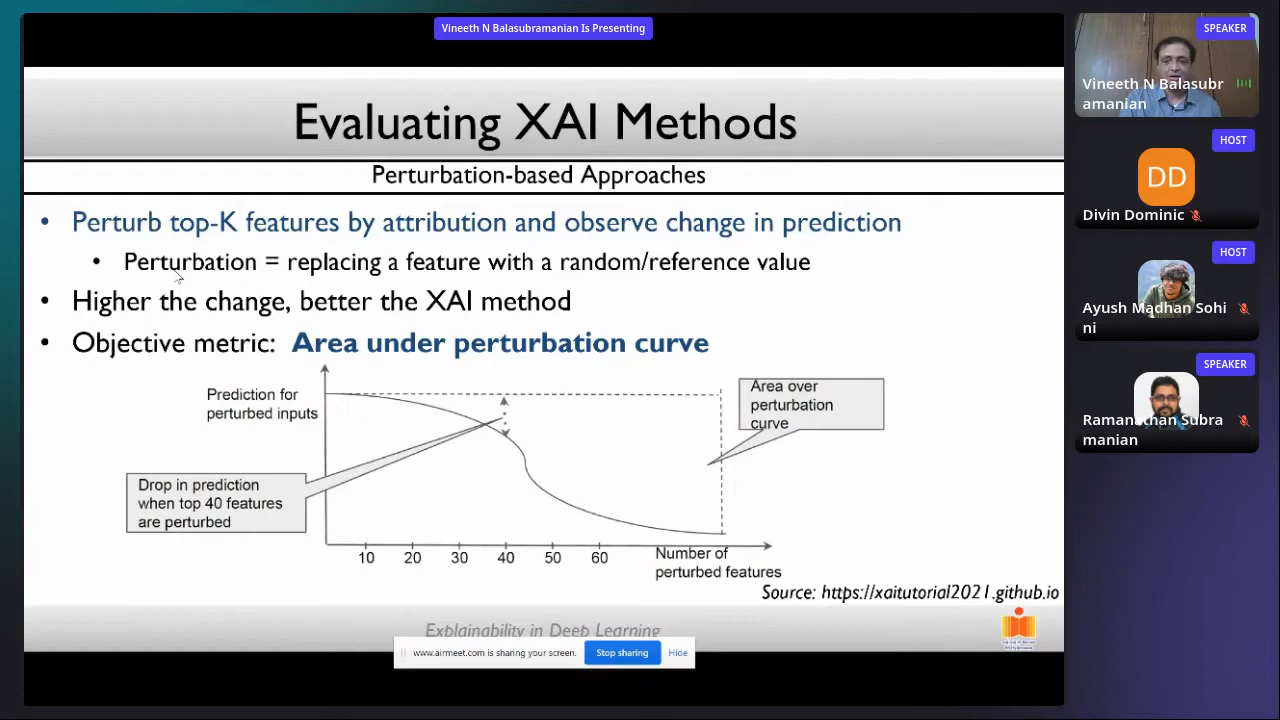 Vineeth N Balasubramanian Is Presenting
Evaluating XAI Methods
Perturbation-based Approaches
• Perturb top-K features by attribution and observe change in prediction
• Perturbation = replacing a feature with a random/reference value
• Higher the change, better the XAI method
• Objective metric: Area under perturbation curve
Prediction for
perturbed inputs
Area over
perturbation
curve
Drop in prediction
when top 40 features
are perturbed
10 20 30 40 50 60
Number of
perturbed features
Source: https://xaitutorial2021.github.io
Explainability in Deep Learning
www.airmeet.com is sharing your screen.
Stop sharing
Hide
SPEAKER
Vineeth N Balasubr
amanian
HOST
DD
Divin Dominic
HOST
Ayush Madhan Sohi
ni
SPEAKER
Ramanathan Subra
manian